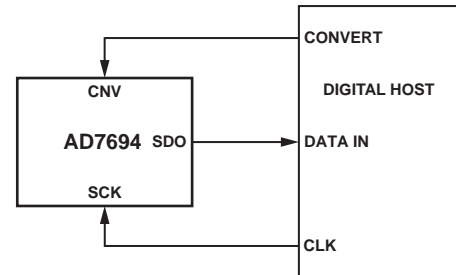 CONVERT
CNV
DIGITAL HOST
AD7694 SDO
DATA IN
SCK
CLK